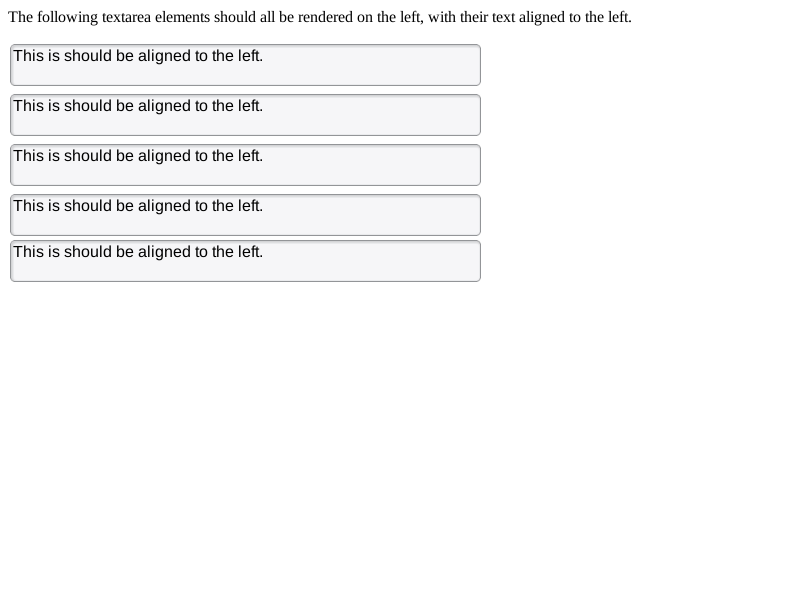 The following textarea elements should all be rendered on the left, with their text aligned to the left.
This is should be aligned to the left.
This is should be aligned to the left.
This is should be aligned to the left.
This is should be aligned to the left.
This is should be aligned to the left.